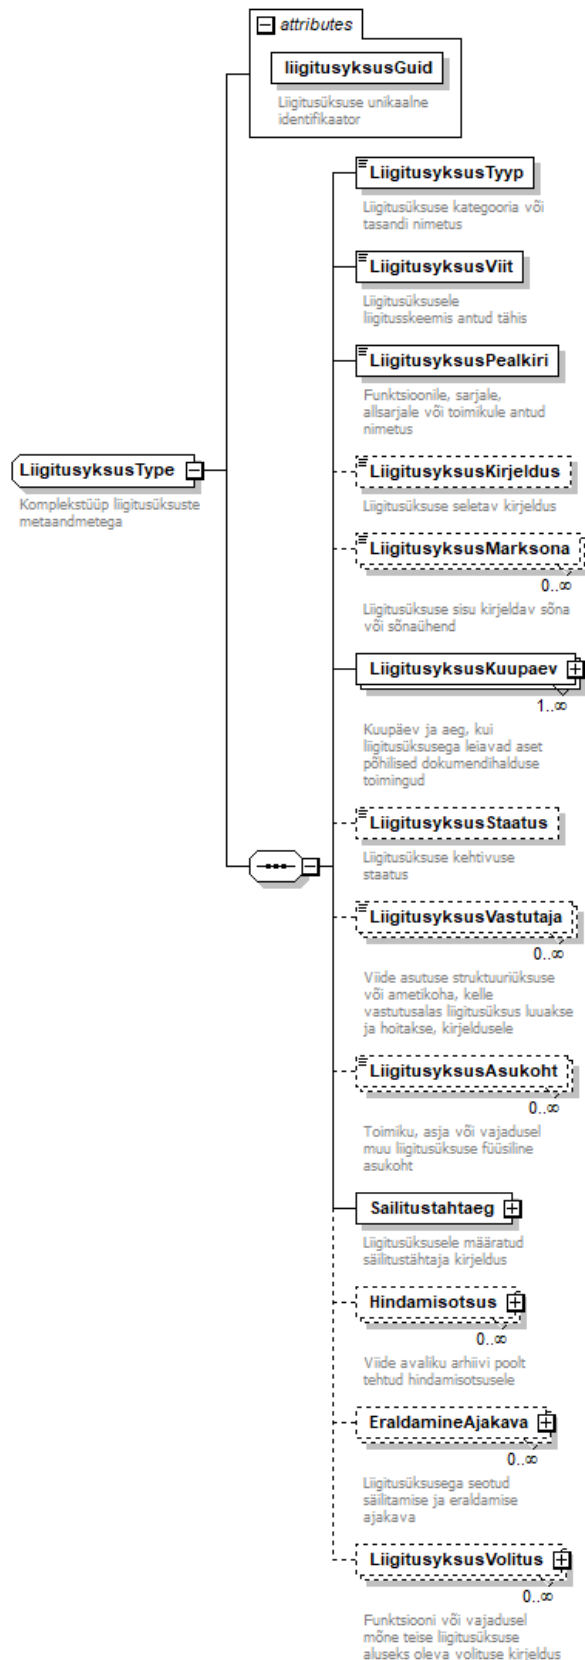 attributes
liigitusyksusGuid
Liigitusüksuse unikaalne
identifikaator
LiigitusyksusType
Komplekstüüp liigitusüksuste
metaandmetega
LiigitusyksusTyyp
Liigitusüksuse kategooria või
tasandi nimetus
LiigitusyksusViit
Liigitusüksusele
liigitusskeemis antud tähis
LiigitusyksusPealkiri
Funktsioonile, sarjale,
allsarjale või toimikule antud
nimetus
LiigitusyksusKirjeldus
Liigitusüksuse seletav kirjeldus
LiigitusyksusMarksona
0..∞
Liigitusüksuse sisu kirjeldav sõna
või sõnaühend
LiigitusyksusKuupaev
1..∞
Kuupäev ja aeg, kui
liigitusüksusega leiavad aset
põhilised dokumendihalduse
toimingud
LiigitusyksusStaatus
Liigitusüksuse kehtivuse
staatus
LiigitusyksusVastutaja
0..∞
Viide asutuse struktuuriüksuse
või ametikoha, kelle
vastutusalas liigitusüksus luuakse
ja hoitakse, kirjeldusele
LiigitusyksusAsukoht
0..∞
Toimiku, asja või vajadusel
muu liigitusüksuse füüsiline
asukoht
Sailitustahtaeg
Liigitusüksusele määratud
säilitustähtaja kirjeldus
Hindamisotsus
0..∞
Viide avaliku arhiivi poolt
tehtud hindamisotsusele
EraldamineAjakava
0..∞
Liigitusüksusega seotud
säilitamise ja eraldamise
ajakava
LiigitusyksusVolitus
0..∞
Funktsiooni või vajadusel
mõne teise liigitusüksuse
aluseks oleva volituse kirjeldus